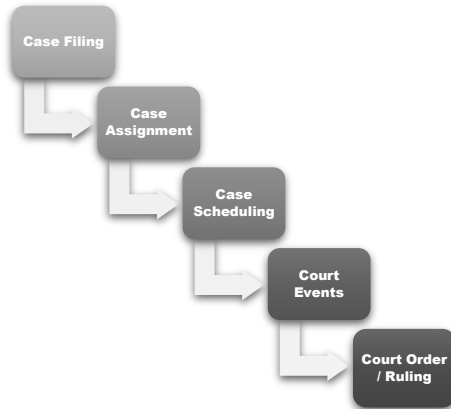 Case Filing
Case
Assignment
Case
Scheduling
Court
Events
Court Order
/ Ruling